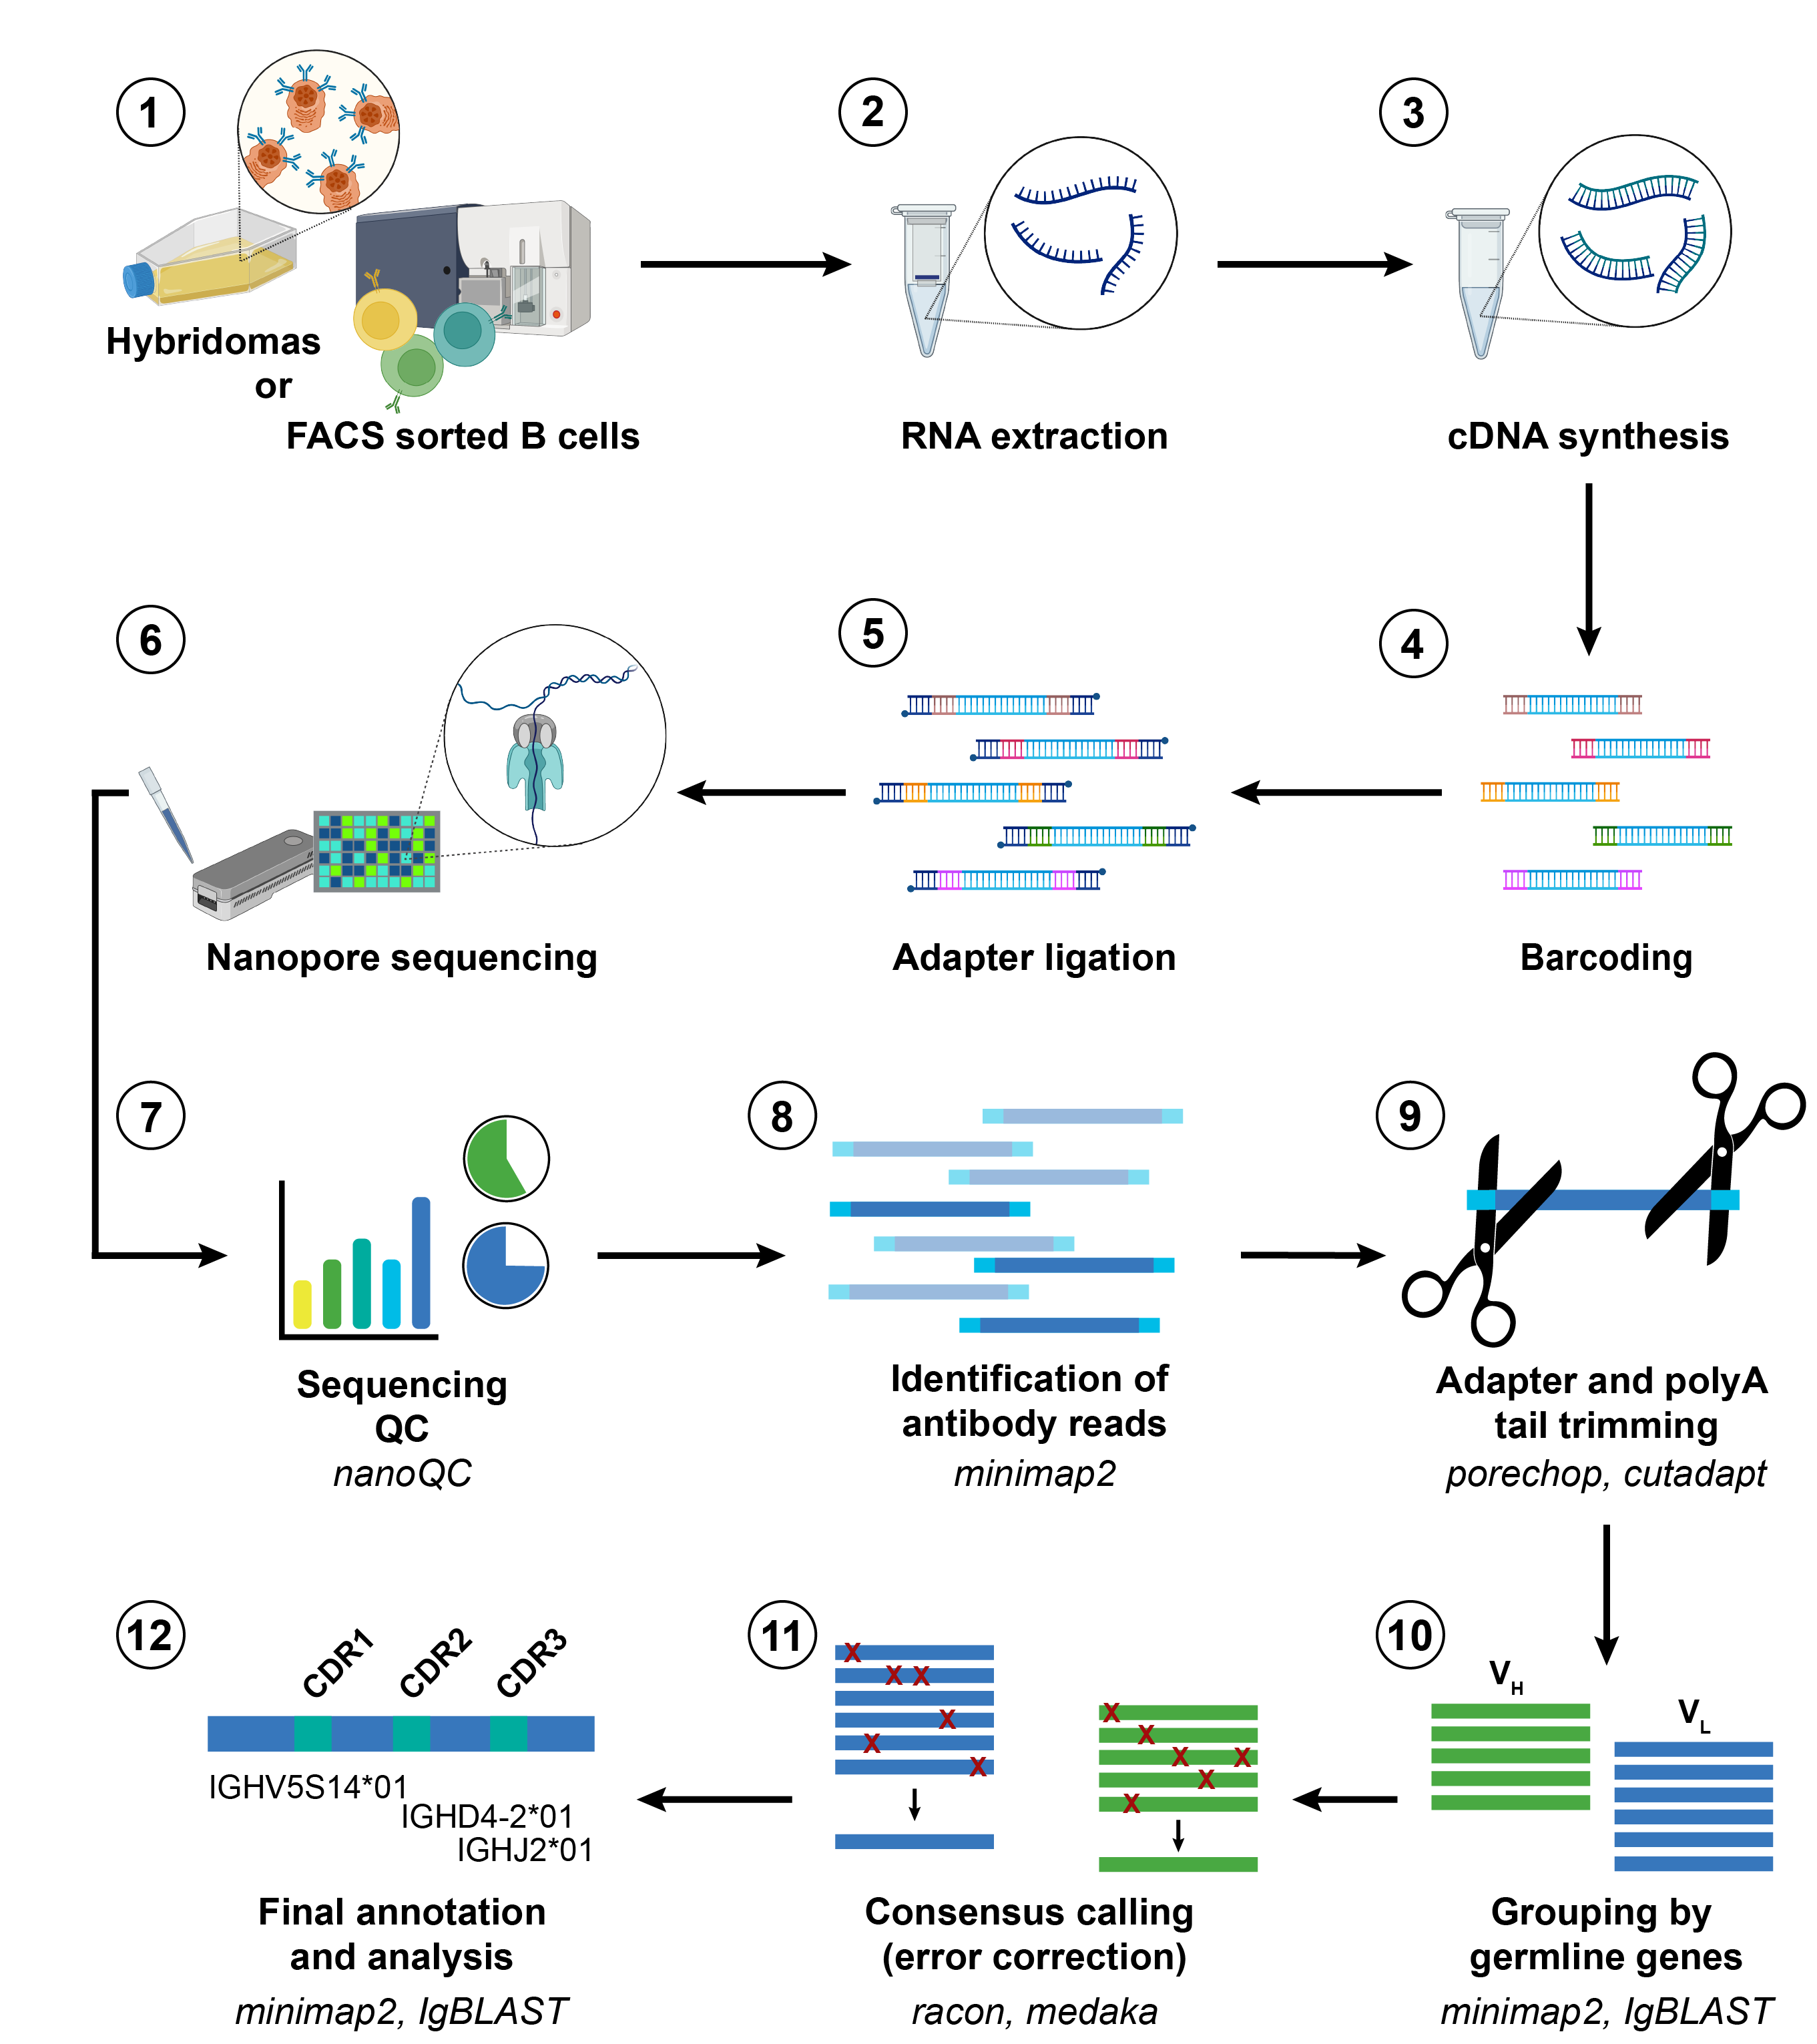 1
Hybridomas
or
FACS sorted B cells
2
RNA extraction
3
cDNA synthesis
4
Barcoding
5
Adapter ligation
6
Nanopore sequencing
7
Sequencing
QC
nanoQC
8
Identification of
antibody reads
minimap2
9
Adapter and polyA
tail trimming
porechop, cutadapt
10
VH
VL
Grouping by
germline genes
minimap2, IgBLAST
11
X
X X
X
X
X
X
X
X X
X
X
Consensus calling
(error correction)
racon, medaka
12
CDR1 CDR2 CDR3
IGHV5S14*01
IGHD4-2*01
IGHJ2*01
Final annotation
and analysis
minimap2, IgBLAST